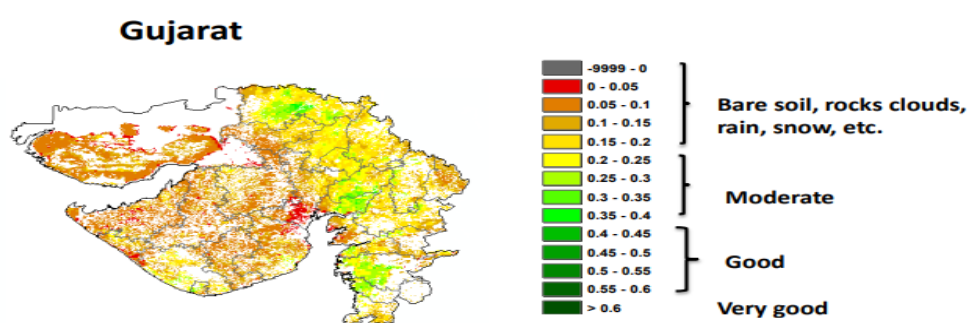 Gujarat
-9999 - 0
0 - 0.05
0.05 - 0.1
0.1 - 0.15
0.15 - 0.2
0.2 - 0.25
0.25 - 0.3
0.3 - 0.35
0.35 - 0.4
0.4 - 0.45
0.45 - 0.5
0.5 - 0.55
0.55 - 0.6
> 0.6
Bare soil, rocks clouds,
rain, snow, etc.
Moderate
Good
Very good